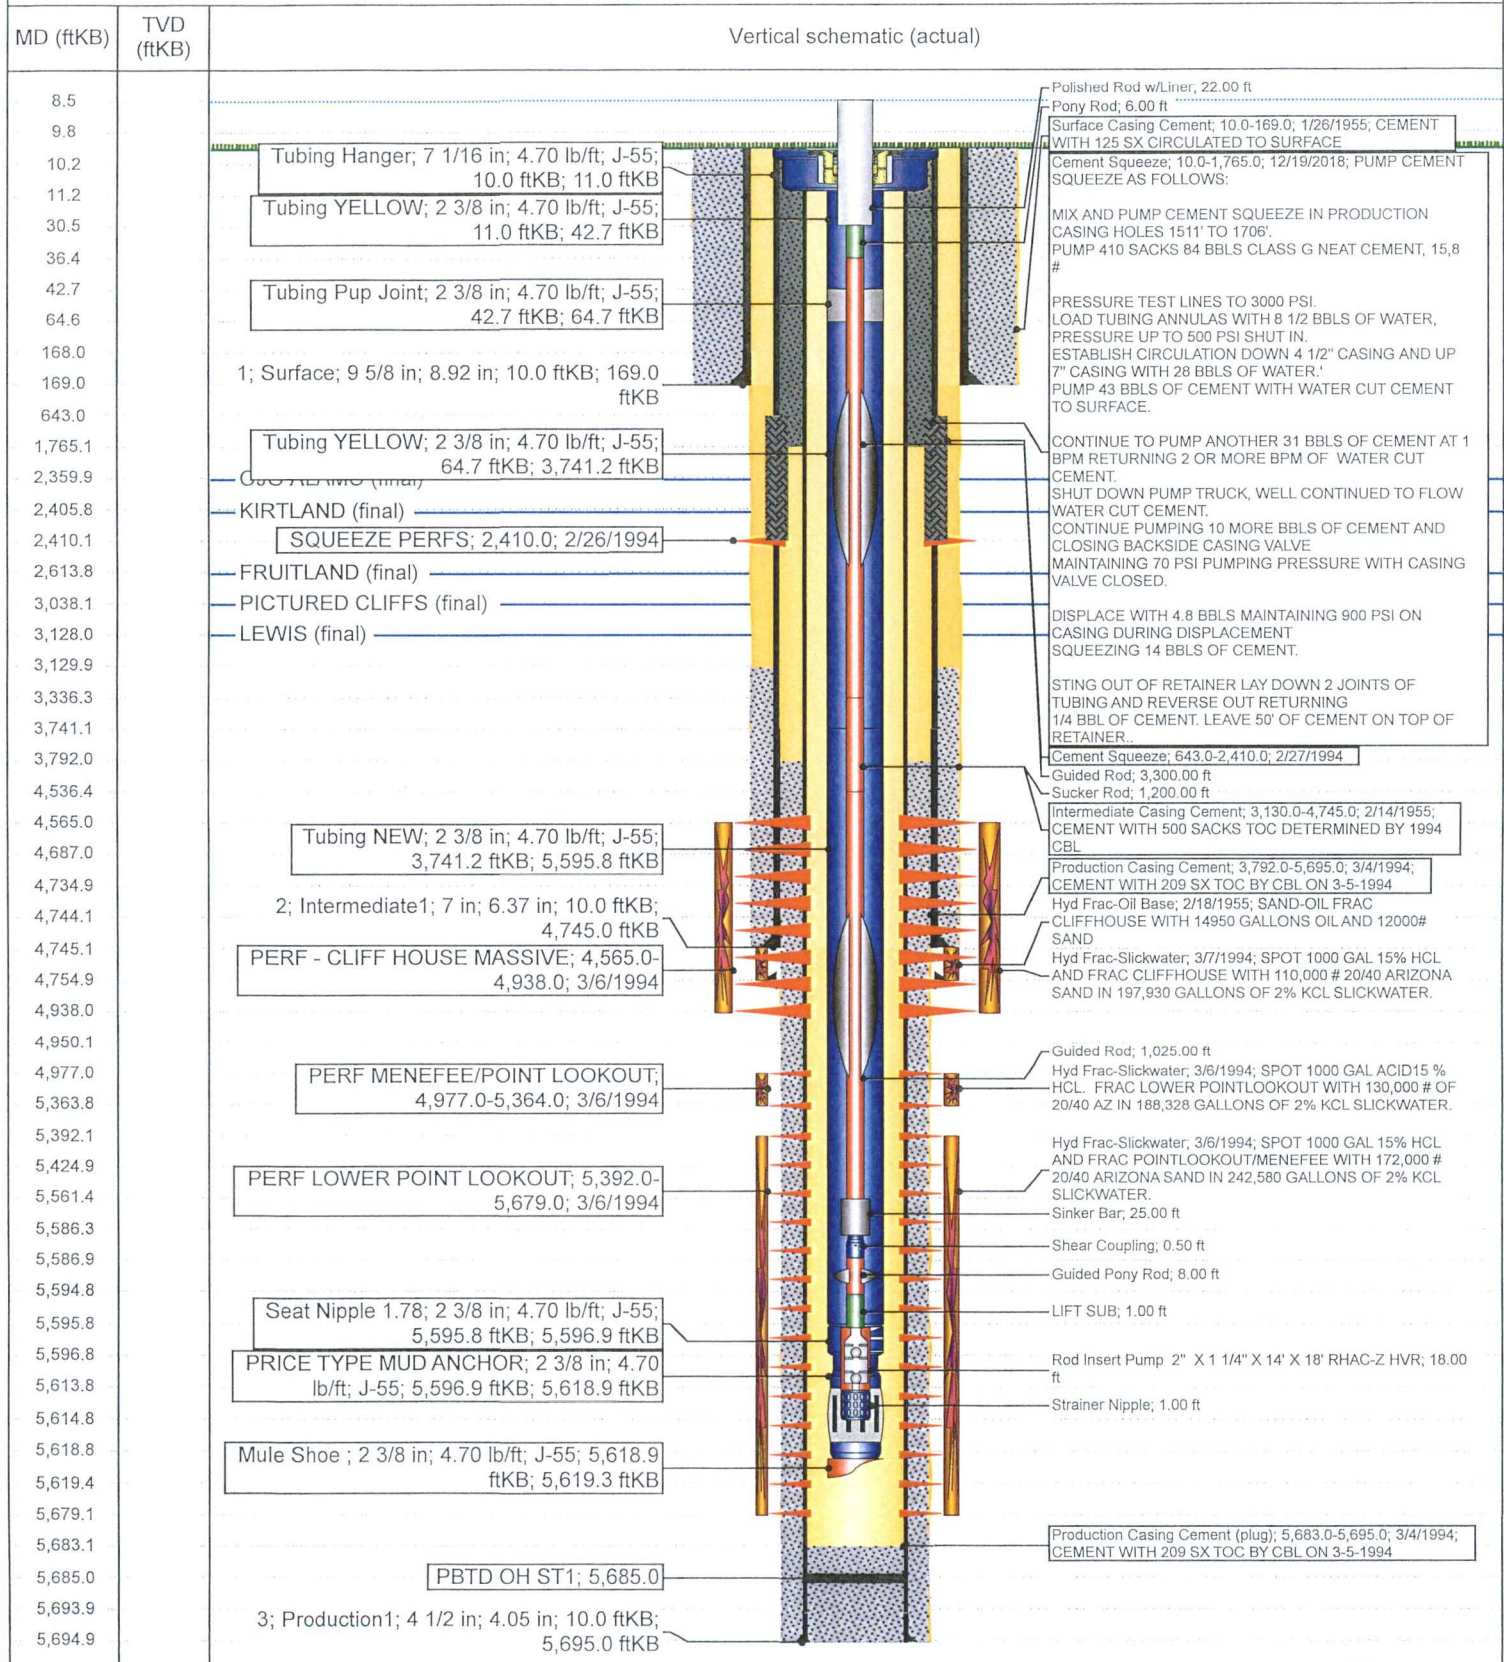 MD (ftKB)
TVD
(ftKB)
Vertical schematic (actual)
8.5
9.8
10.2
11.2
30.5
36.4
42.7
64.6
168.0
169.0
643.0
1,765.1
2,359.9
2,405.8
2,410.1
2,613.8
3,038.1
3,128.0
3,129.9
3,336.3
3,741.1
3,792.0
4,536.4
4,565.0
4,687.0
4,734.9
4,744.1
4,745.1
4,754.9
4,938.0
4,950.1
4,977.0
5,363.8
5,392.1
5,424.9
5,561.4
5,586.3
5,586.9
5,594.8
5,595.8
5,596.8
5,613.8
5,614.8
5,618.8
5,619.4
5,679.1
5,683.1
5,685.0
5,693.9
5,694.9
Tubing Hanger; 7 1/16 in; 4.70 lb/ft; J-55;
10.0 ftKB; 11.0 ftKB
Tubing YELLOW; 2 3/8 in; 4.70 lb/ft; J-55;
11.0 ftKB; 42.7 ftKB
Tubing Pup Joint; 2 3/8 in; 4.70 lb/ft; J-55;
42.7 ftKB; 64.7 ftKB
1; Surface; 9 5/8 in; 8.92 in; 10.0 ftKB; 169.0
ftKB
Tubing YELLOW; 2 3/8 in; 4.70 lb/ft; J-55;
64.7 ftKB; 3,741.2 ftKB
OJO ALAMO (final)
KIRTLAND (final)
SQUEEZE PERFS; 2,410.0; 2/26/1994
FRUITLAND (final)
PICTURED CLIFFS (final)
LEWIS (final)
Tubing NEW; 2 3/8 in; 4.70 lb/ft; J-55;
3,741.2 ftKB; 5,595.8 ftKB
2; Intermediate1; 7 in; 6.37 in; 10.0 ftKB;
4,745.0 ftKB
PERF - CLIFF HOUSE MASSIVE; 4,565.0-
4,938.0; 3/6/1994
PERF MENEFEE/POINT LOOKOUT;
4,977.0-5,364.0; 3/6/1994
PERF LOWER POINT LOOKOUT; 5,392.0-
5,679.0; 3/6/1994
Seat Nipple 1.78; 2 3/8 in; 4.70 lb/ft; J-55;
5,595.8 ftKB; 5,596.9 ftKB
PRICE TYPE MUD ANCHOR; 2 3/8 in; 4.70
lb/ft; J-55; 5,596.9 ftKB; 5,618.9 ftKB
Mule Shoe ; 2 3/8 in; 4.70 lb/ft; J-55; 5,618.9
ftKB; 5,619.3 ftKB
PBTD OH ST1; 5,685.0
3; Production1; 4 1/2 in; 4.05 in; 10.0 ftKB;
5,695.0 ftKB
Polished Rod w/Liner; 22.00 ft
Pony Rod; 6.00 ft
Surface Casing Cement; 10.0-169.0; 1/26/1955; CEMENT
WITH 125 SX CIRCULATED TO SURFACE
Cement Squeeze; 10.0-1,765.0; 12/19/2018; PUMP CEMENT
SQUEEZE AS FOLLOWS:
MIX AND PUMP CEMENT SQUEEZE IN PRODUCTION
CASING HOLES 1511' TO 1706'.
PUMP 410 SACKS 84 BBLS CLASS G NEAT CEMENT, 15,8
#
PRESSURE TEST LINES TO 3000 PSI.
LOAD TUBING ANNULAS WITH 8 1/2 BBLS OF WATER,
PRESSURE UP TO 500 PSI SHUT IN.
ESTABLISH CIRCULATION DOWN 4 1/2" CASING AND UP
7" CASING WITH 28 BBLS OF WATER.'
PUMP 43 BBLS OF CEMENT WITH WATER CUT CEMENT
TO SURFACE.
CONTINUE TO PUMP ANOTHER 31 BBLS OF CEMENT AT 1
BPM RETURNING 2 OR MORE BPM OF WATER CUT
CEMENT.
SHUT DOWN PUMP TRUCK, WELL CONTINUED TO FLOW
WATER CUT CEMENT.
CONTINUE PUMPING 10 MORE BBLS OF CEMENT AND
CLOSING BACKSIDE CASING VALVE
MAINTAINING 70 PSI PUMPING PRESSURE WITH CASING
VALVE CLOSED.
DISPLACE WITH 4.8 BBLS MAINTAINING 900 PSI ON
CASING DURING DISPLACEMENT
SQUEEZING 14 BBLS OF CEMENT.
STING OUT OF RETAINER LAY DOWN 2 JOINTS OF
TUBING AND REVERSE OUT RETURNING
1/4 BBL OF CEMENT. LEAVE 50' OF CEMENT ON TOP OF
RETAINER..
Cement Squeeze; 643.0-2,410.0; 2/27/1994
Guided Rod; 3,300.00 ft
Sucker Rod; 1,200.00 ft
Intermediate Casing Cement; 3,130.0-4,745.0; 2/14/1955;
CEMENT WITH 500 SACKS TOC DETERMINED BY 1994
CBL
Production Casing Cement; 3,792.0-5,695.0; 3/4/1994;
CEMENT WITH 209 SX TOC BY CBL ON 3-5-1994
Hyd Frac-Oil Base; 2/18/1955; SAND-OIL FRAC
CLIFFHOUSE WITH 14950 GALLONS OIL AND 12000#
SAND
Hyd Frac-Slickwater; 3/7/1994; SPOT 1000 GAL 15% HCL
AND FRAC CLIFFHOUSE WITH 110,000 # 20/40 ARIZONA
SAND IN 197,930 GALLONS OF 2% KCL SLICKWATER.
Guided Rod; 1,025.00 ft
Hyd Frac-Slickwater; 3/6/1994; SPOT 1000 GAL ACID15 %
HCL. FRAC LOWER POINTLOOKOUT WITH 130,000 # OF
20/40 AZ IN 188,328 GALLONS OF 2% KCL SLICKWATER.
Hyd Frac-Slickwater; 3/6/1994; SPOT 1000 GAL 15% HCL
AND FRAC POINTLOOKOUT/MENEFEE WITH 172,000 #
20/40 ARIZONA SAND IN 242,580 GALLONS OF 2% KCL
SLICKWATER.
Sinker Bar; 25.00 ft
Shear Coupling; 0.50 ft
Guided Pony Rod; 8.00 ft
LIFT SUB; 1.00 ft
Rod Insert Pump 2" X 1 1/4" X 14' X 18' RHAC-Z HVR; 18.00
ft
Strainer Nipple; 1.00 ft
Production Casing Cement (plug); 5,683.0-5,695.0; 3/4/1994;
CEMENT WITH 209 SX TOC BY CBL ON 3-5-1994